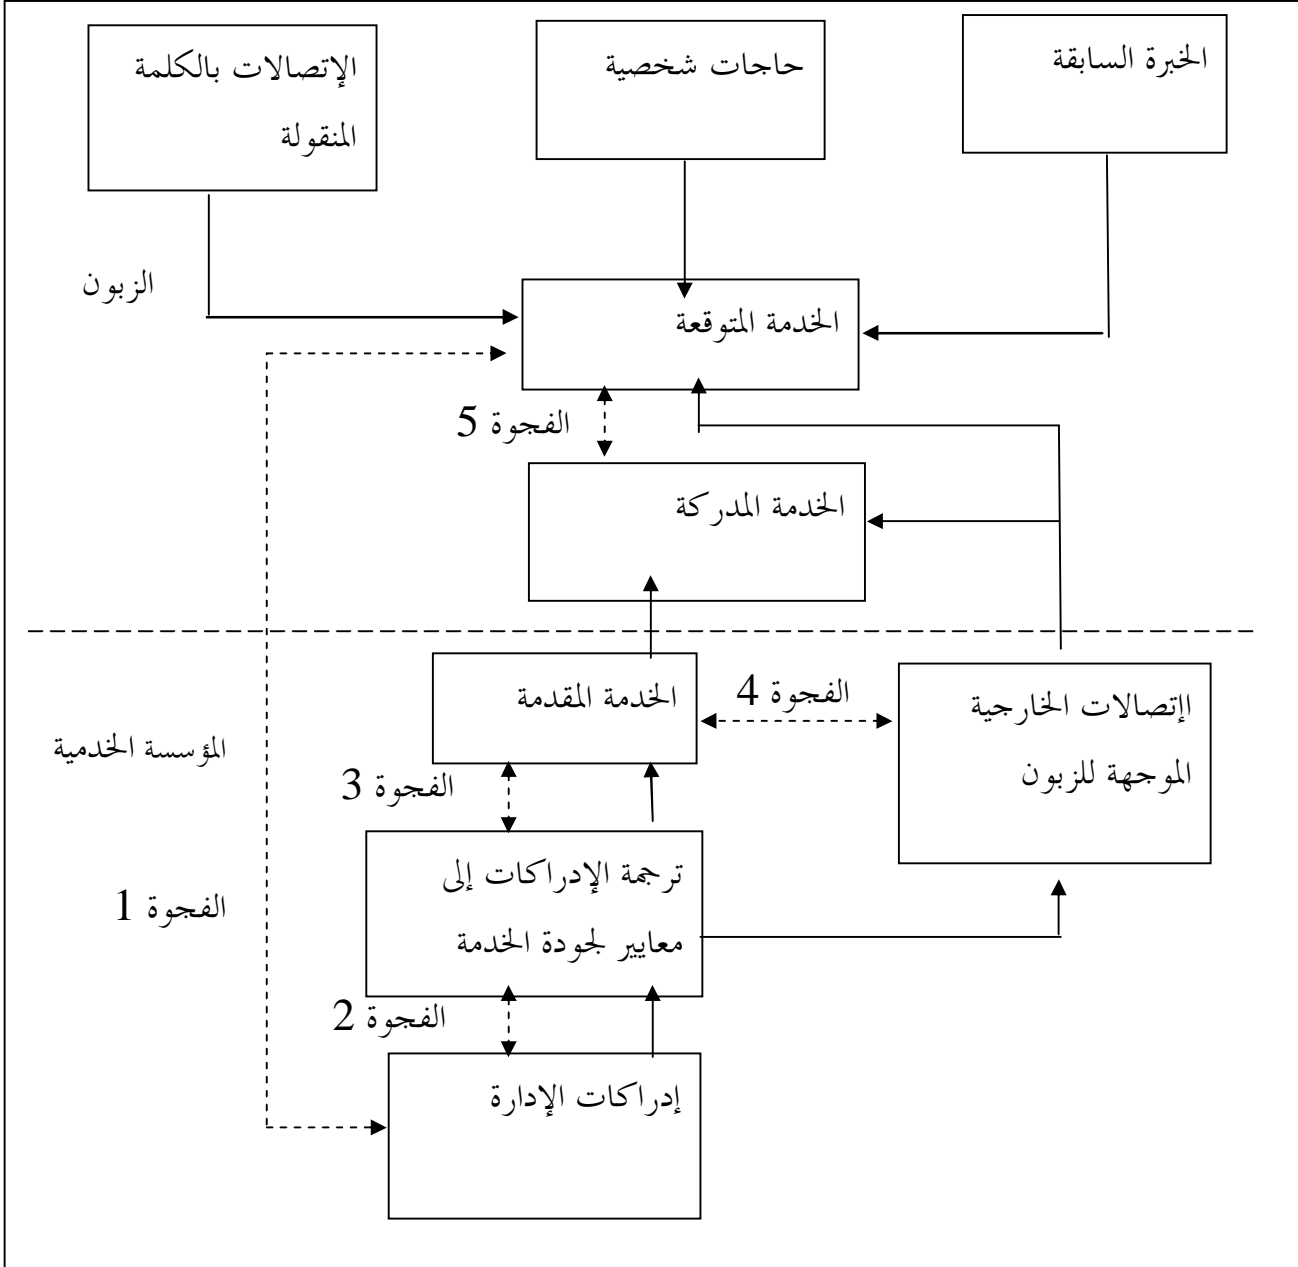 الخبرة السابقة
حاجات شخصية
الإتصالات بالكلمة
المنقولة
الزبون
الخدمة المتوقعة
الفجوة 5
الخدمة المدركة
الخدمة المقدمة
الفجوة 4
اإتصالات الخارجية
الموجهة للزبون
المؤسسة الخدمية
الفجوة 3
ترجمة الإدراكات إلى
معايير لجودة الخدمة
الفجوة 1
الفجوة 2
إدراكات الإدارة